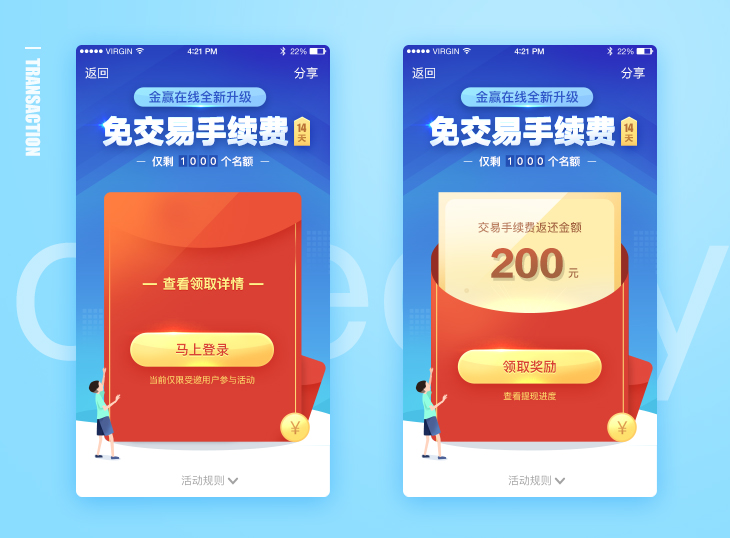 TRANSACTION
VIRGIN 4:21 PM 22%
返回 分享
金赢在线全新升级
免交易手续费 14天
仅剩 1000 个名额
查看领取详情
马上登录
当前仅限受邀用户参与活动
¥
活动规则
VIRGIN 4:21 PM 22%
返回 分享
金赢在线全新升级
免交易手续费 14天
仅剩 1000 个名额
交易手续费返还金额
200 元
领取奖励
查看提现进度
¥
活动规则